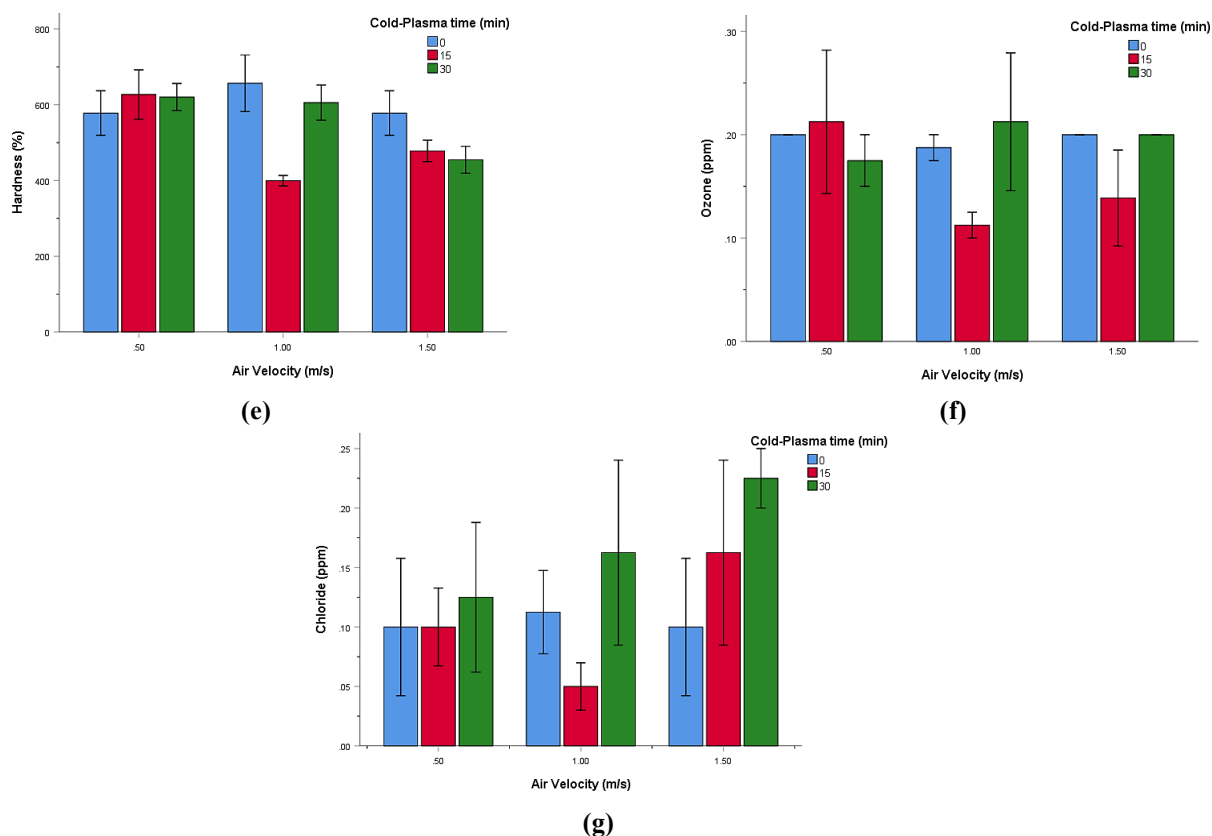 Cold-Plasma time (min)
0
15
30
Hardness (%)
800
600
400
200
0
.50
1.00
1.50
Air Velocity (m/s)
(e)
Cold-Plasma time (min)
0
15
30
Ozone (ppm)
.30
.20
.10
.00
.50
1.00
1.50
Air Velocity (m/s)
(f)
Cold-Plasma time (min)
0
15
30
Chloride (ppm)
.25
.20
.15
.10
.05
.00
.50
1.00
1.50
Air Velocity (m/s)
(g)